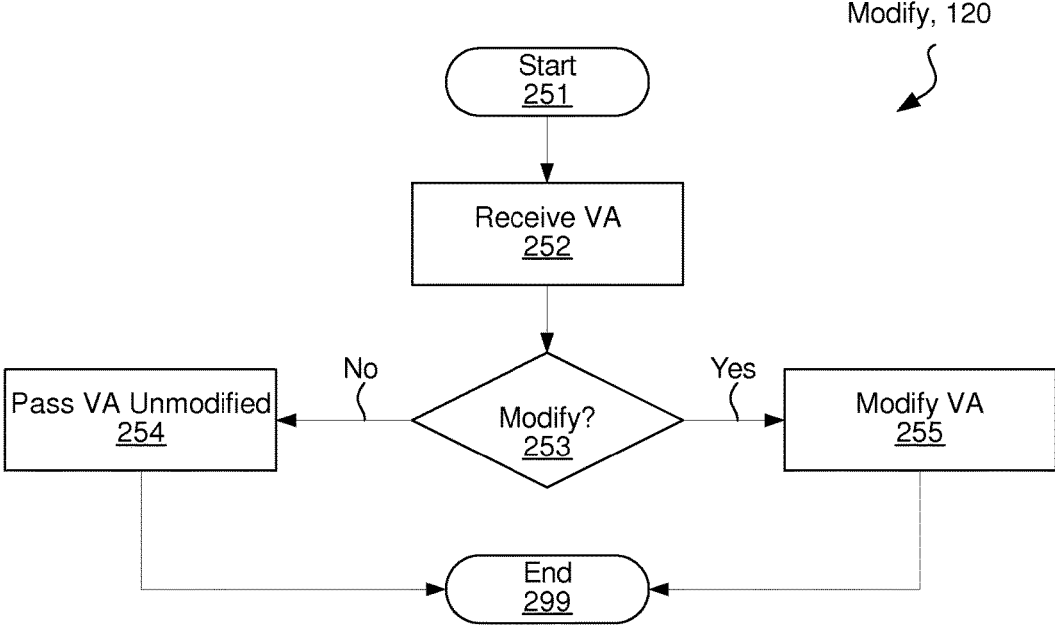 Modify, 120
Start
251
Receive VA
252
No
Yes
Pass VA Unmodified
254
Modify?
253
Modify VA
255
End
299